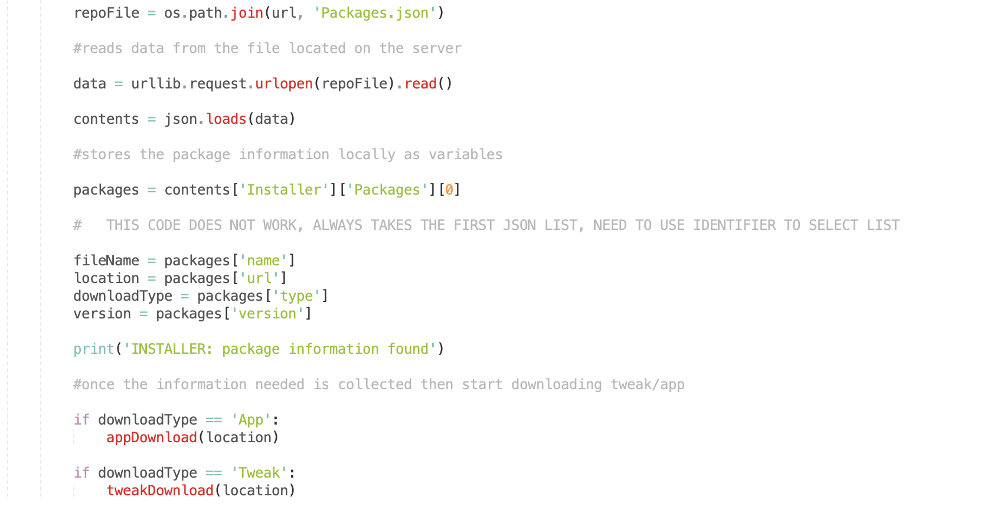 repoFile = os.path.join(url, 'Packages.json')
#reads data from the file located on the server
data = urllib.request.urlopen(repoFile).read()
contents = json.loads(data)
#stores the package information locally as variables
packages = contents['Installer']['Packages'][0]
#   THIS CODE DOES NOT WORK, ALWAYS TAKES THE FIRST JSON LIST, NEED TO USE IDENTIFIER TO SELECT LIST
fileName = packages['name']
location = packages['url']
downloadType = packages['type']
version = packages['version']
print('INSTALLER: package information found')
#once the information needed is collected then start downloading tweak/app
if downloadType == 'App':
    appDownload(location)
if downloadType == 'Tweak':
    tweakDownload(location)